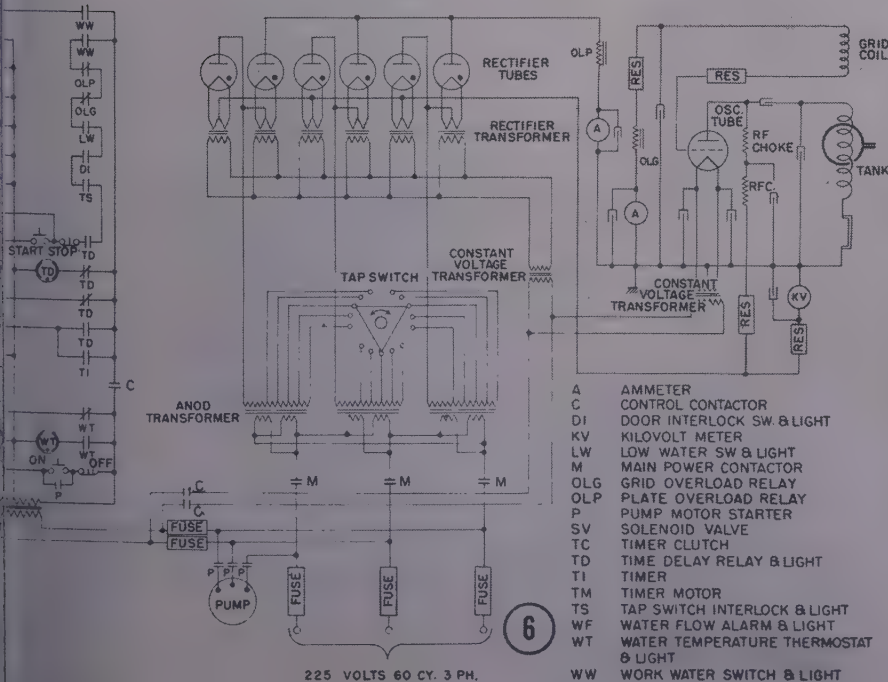 WW
WW
OLP
OLG
LW
DI
TS
START STOP
TD
TD
TD
TD
TD
TI
C
WT
WT
WT
ON
OFF
P
RECTIFIER
TUBES
RECTIFIER
TRANSFORMER
TAP SWITCH
CONSTANT
VOLTAGE
TRANSFORMER
ANOD
TRANSFORMER
M
M
M
C
C
FUSE
FUSE
P
P
P
PUMP
FUSE
FUSE
FUSE
225 VOLTS 60 CY. 3 PH.
6
OLP
A
RES
OLG
A
RES
OSC.
TUBE
RF
CHOKE
RFC
GRID
COIL
TANK
CONSTANT
VOLTAGE
TRANSFORMER
RES
KV
RES
A AMMETER
C CONTROL CONTACTOR
DI DOOR INTERLOCK SW. & LIGHT
KV KILOVOLT METER
LW LOW WATER SW & LIGHT
M MAIN POWER CONTACTOR
OLG GRID OVERLOAD RELAY
OLP PLATE OVERLOAD RELAY
P PUMP MOTOR STARTER
SV SOLENOID VALVE
TC TIMER CLUTCH
TD TIME DELAY RELAY & LIGHT
TI TIMER
TM TIMER MOTOR
TS TAP SWITCH INTERLOCK & LIGHT
WF WATER FLOW ALARM & LIGHT
WT WATER TEMPERATURE THERMOSTAT
& LIGHT
WW WORK WATER SWITCH & LIGHT